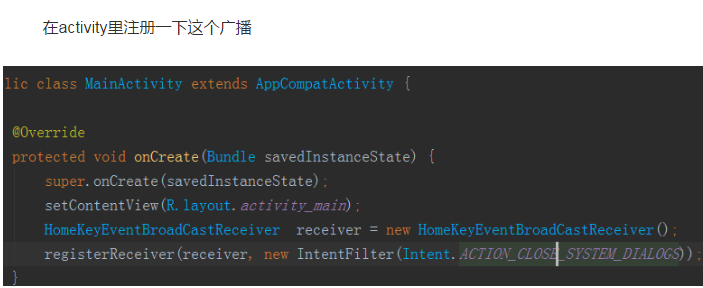 在activity里注册一下这个广播
lic class MainActivity extends AppCompatActivity {
@Override
protected void onCreate(Bundle savedInstanceState) {
super.onCreate(savedInstanceState);
setContentView(R.layout.activity_main);
HomeKeyEventBroadCastReceiver receiver = new HomeKeyEventBroadCastReceiver();
registerReceiver(receiver, new IntentFilter(Intent.ACTION_CLOSE_SYSTEM_DIALOGS));
}